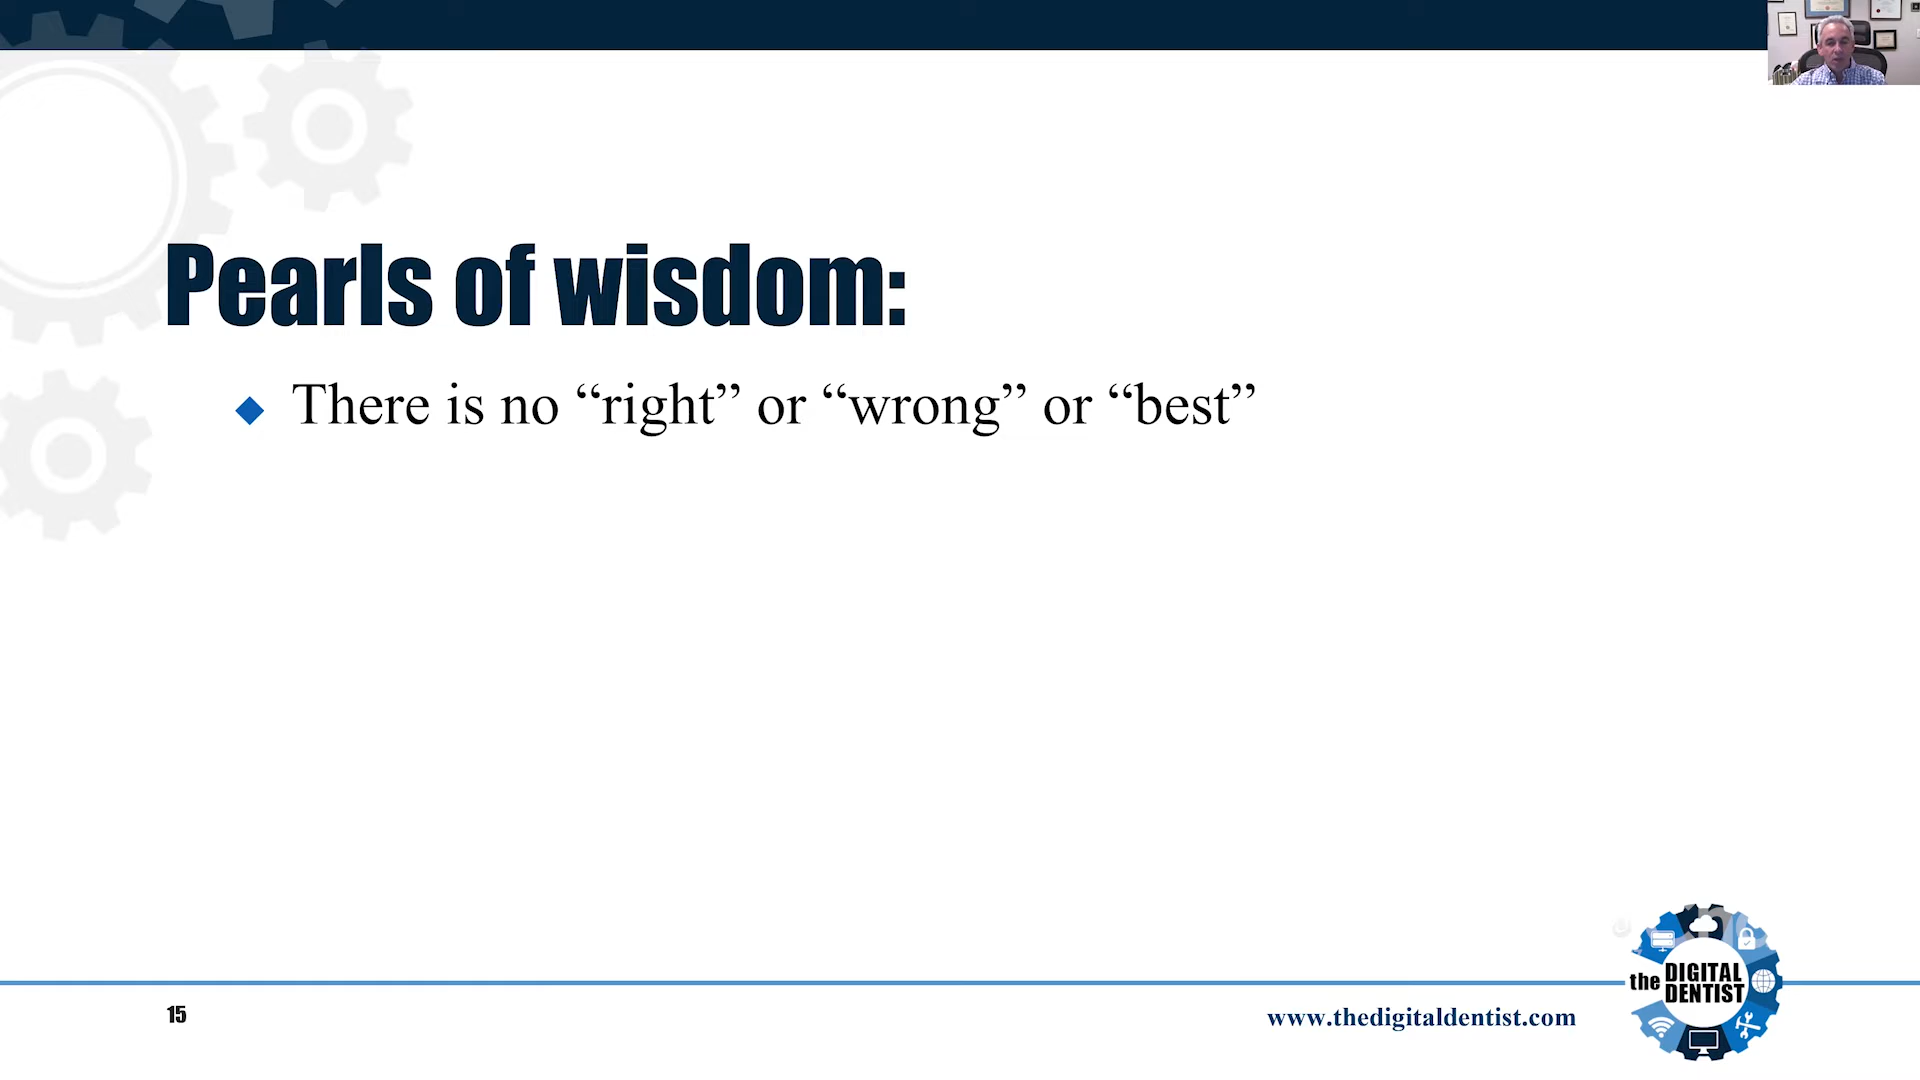 Pearls of wisdom:
There is no “right” or “wrong” or “best”
the DIGITAL
DENTIST
15
www.thedigitaldentist.com